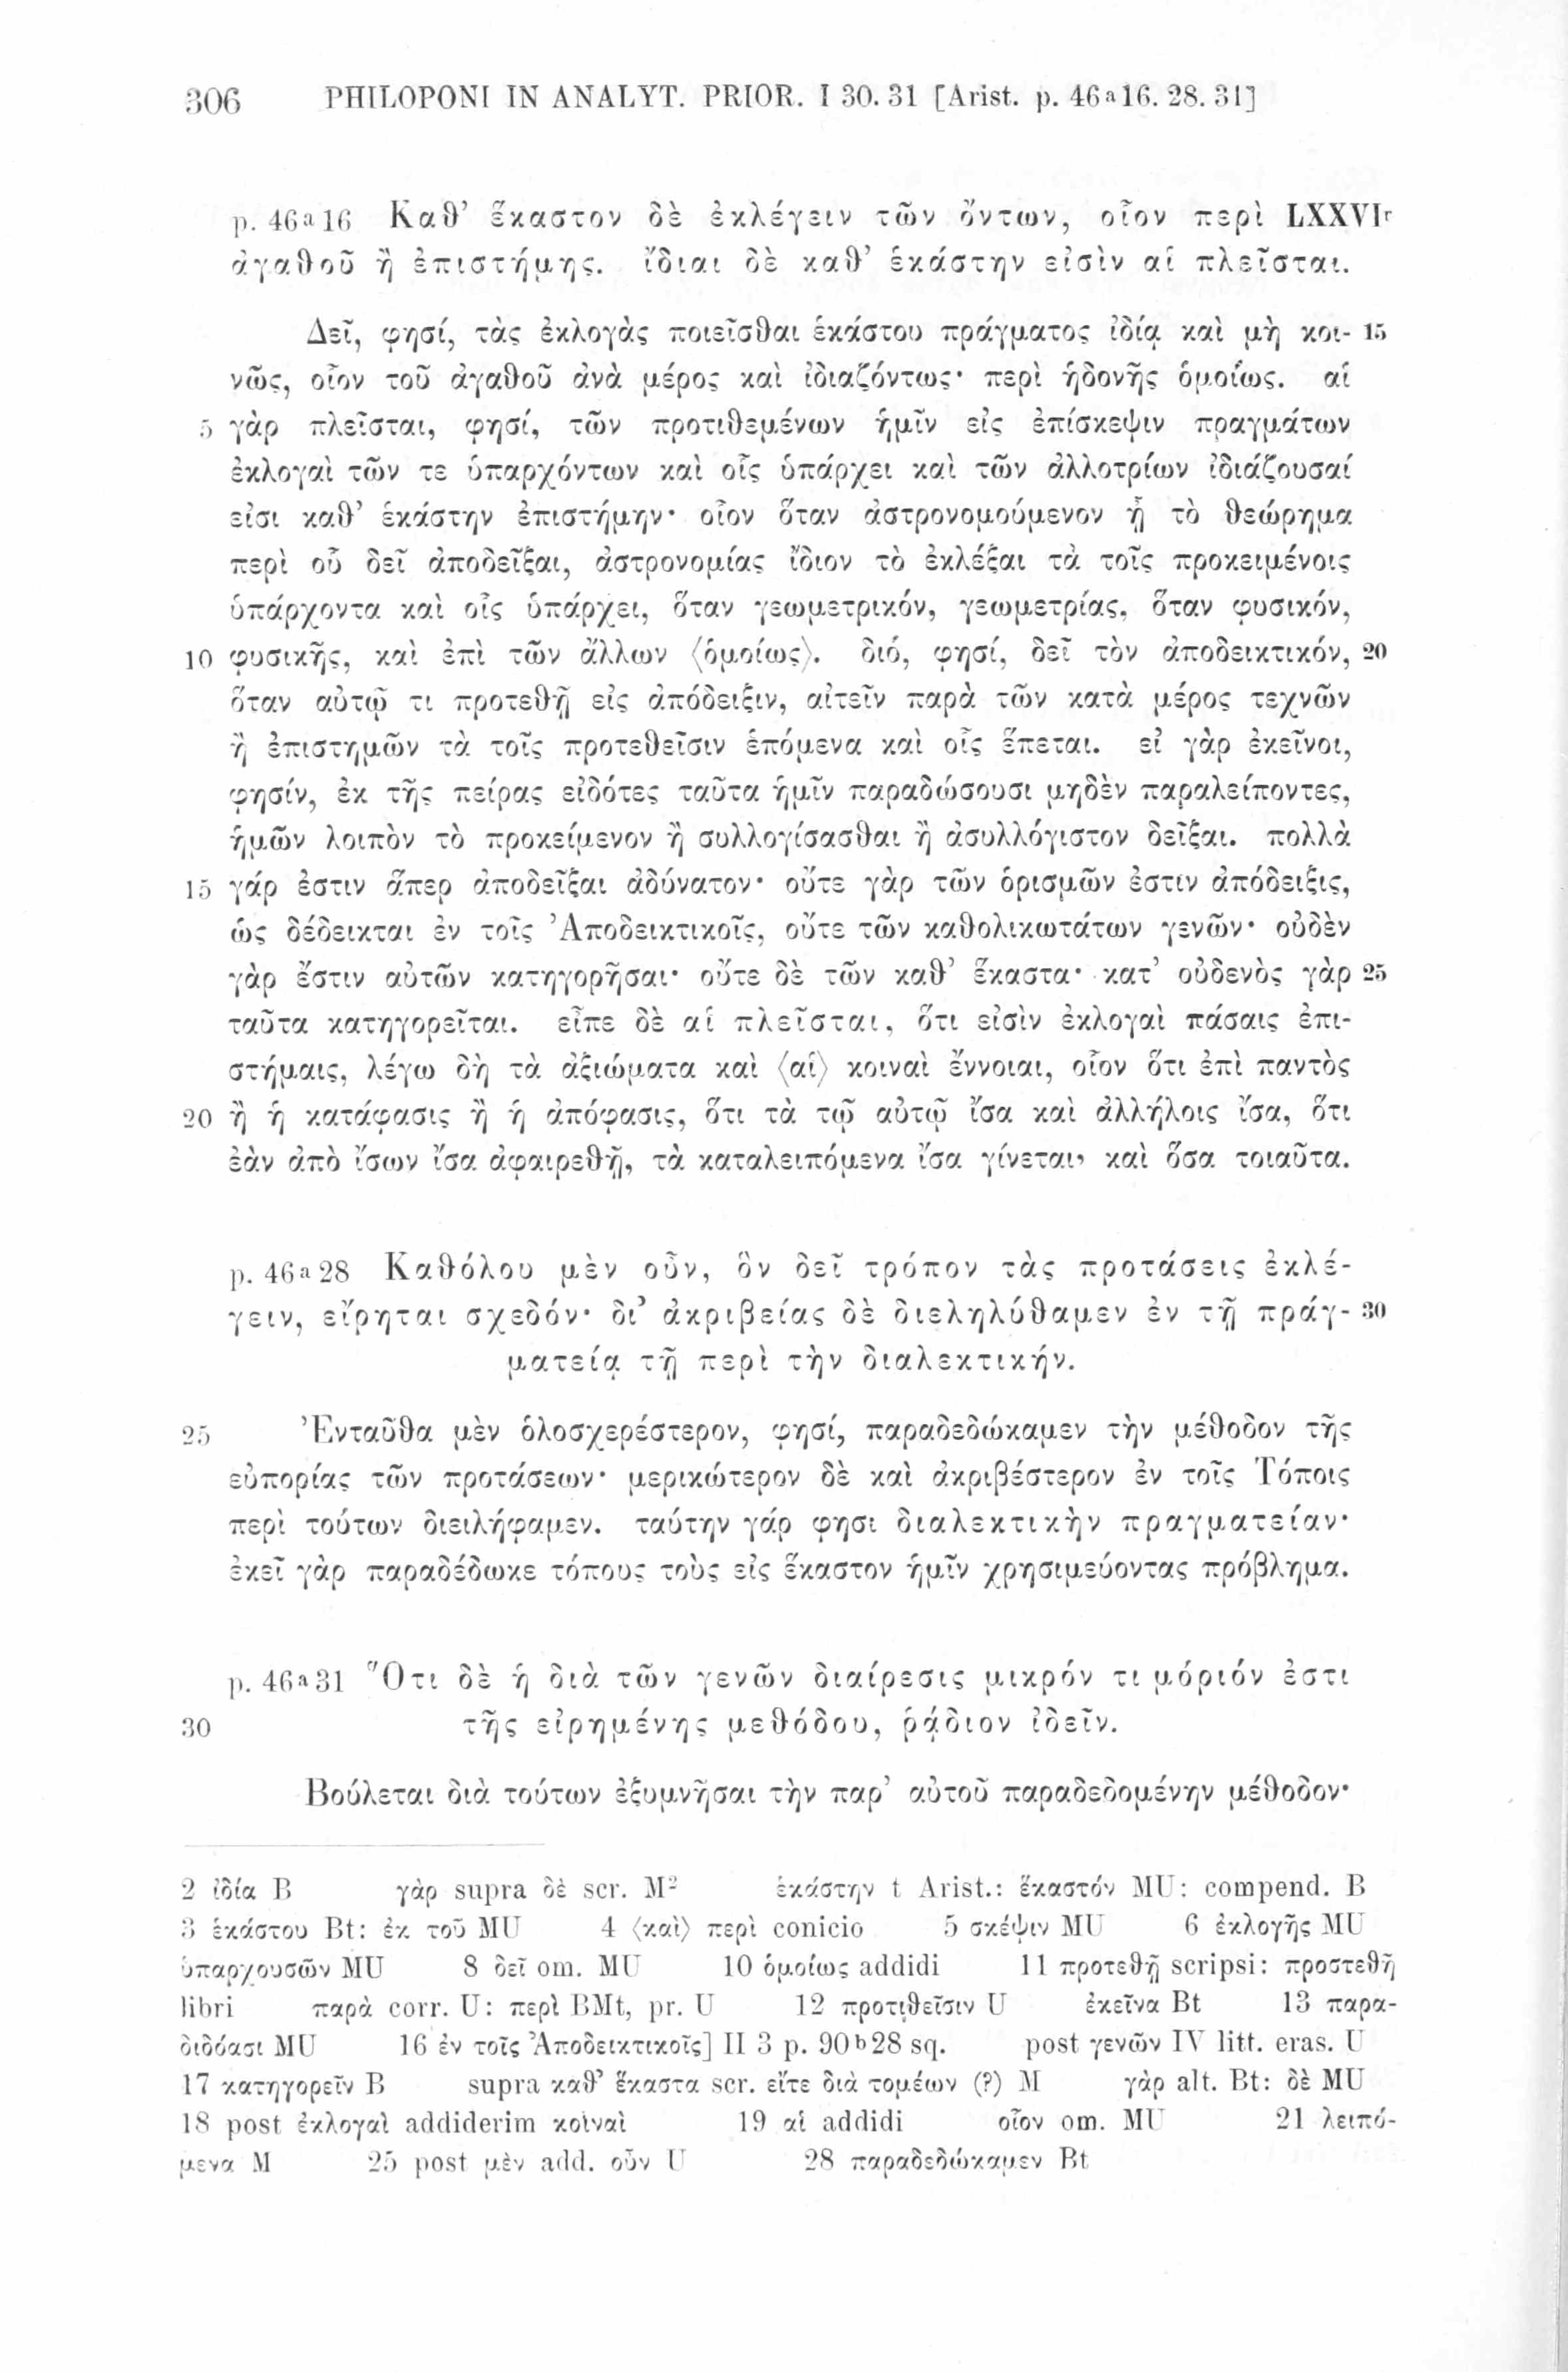 306 PHILOPONI IN ANALYT. PRIOR. I 30. 31 [Arist. p. 46a16. 28. 31]
p. 46a16 Καθ’ ἕκαστον δὲ ἐκλέγειν τῶν ὄντων, οἷον περὶ LXXVIr
ἀγαθοῦ ἢ ἐπιστήμης. ἴδιαι δὲ καθ’ ἑκάστην εἰσὶν αἱ πλεῖσται.
Δεῖ, φησί, τὰς ἐκλογὰς ποιεῖσθαι ἑκάστου πράγματος ἰδίᾳ καὶ μὴ κοι- 15
νῶς, οἷον τοῦ ἀγαθοῦ ἀνὰ μέρος καὶ ἰδιαζόντως· περὶ ἡδονῆς ὁμοίως. αἱ
5 γὰρ πλεῖσται, φησί, τῶν προτιθεμένων ἡμῖν εἰς ἐπίσκεψιν πραγμάτων
ἐκλογαὶ τῶν τε ὑπαρχόντων καὶ οἷς ὑπάρχει καὶ τῶν ἀλλοτρίων ἰδιάζουσαί
εἰσι καθ’ ἑκάστην ἐπιστήμην· οἷον ὅταν ἀστρονομούμενον ᾖ τὸ θεώρημα
περὶ οὗ δεῖ ἀποδεῖξαι, ἀστρονομίας ἴδιον τὸ ἐκλέξαι τὰ τοῖς προκειμένοις
ὑπάρχοντα καὶ οἷς ὑπάρχει, ὅταν γεωμετρικόν, γεωμετρίας, ὅταν φυσικόν,
10 φυσικῆς, καὶ ἐπὶ τῶν ἄλλων ⟨ὁμοίως⟩. διό, φησί, δεῖ τὸν ἀποδεικτικόν, 20
ὅταν αὐτῷ τι προτεθῇ εἰς ἀπόδειξιν, αἰτεῖν παρὰ τῶν κατὰ μέρος τεχνῶν
ἢ ἐπιστημῶν τὰ τοῖς προτεθεῖσιν ἑπόμενα καὶ οἷς ἕπεται. εἰ γὰρ ἐκεῖνοι,
φησίν, ἐκ τῆς πείρας εἰδότες ταῦτα ἡμῖν παραδώσουσι μηδὲν παραλείποντες,
ἡμῶν λοιπὸν τὸ προκείμενον ἢ συλλογίσασθαι ἢ ἀσυλλόγιστον δεῖξαι. πολλὰ
15 γάρ ἐστιν ἅπερ ἀποδεῖξαι ἀδύνατον· οὔτε γὰρ τῶν ὁρισμῶν ἐστιν ἀπόδειξις,
ὡς δέδεικται ἐν τοῖς Ἀποδεικτικοῖς, οὔτε τῶν καθολικωτάτων γενῶν· οὐδὲν
γὰρ ἔστιν αὐτῶν κατηγορῆσαι· οὔτε δὲ τῶν καθ’ ἕκαστα· κατ’ οὐδενὸς γὰρ 25
ταῦτα κατηγορεῖται. εἶπε δὲ αἱ πλεῖσται, ὅτι εἰσὶν ἐκλογαὶ πάσαις ἐπι-
στήμαις, λέγω δὴ τὰ ἀξιώματα καὶ ⟨αἱ⟩ κοιναὶ ἔννοιαι, οἷον ὅτι ἐπὶ παντὸς
20 ἢ ἡ κατάφασις ἢ ἡ ἀπόφασις, ὅτι τὰ τῷ αὐτῷ ἴσα καὶ ἀλλήλοις ἴσα, ὅτι
ἐὰν ἀπὸ ἴσων ἴσα ἀφαιρεθῇ, τὰ καταλειπόμενα ἴσα γίνεται, καὶ ὅσα τοιαῦτα.
p. 46a28 Καθόλου μὲν οὖν, ὃν δεῖ τρόπον τὰς προτάσεις ἐκλέ-
γειν, εἴρηται σχεδόν· δι’ ἀκριβείας δὲ διεληλύθαμεν ἐν τῇ πραγ- 30
ματείᾳ τῇ περὶ τὴν διαλεκτικήν.
25 Ἐνταῦθα μὲν ὁλοσχερέστερον, φησί, παραδεδώκαμεν τὴν μέθοδον τῆς
εὐπορίας τῶν προτάσεων· μερικώτερον δὲ καὶ ἀκριβέστερον ἐν τοῖς Τόποις
περὶ τούτων διειλήφαμεν. ταύτην γάρ φησι διαλεκτικὴν πραγματείαν·
ἐκεῖ γὰρ παραδέδωκε τόπους τοὺς εἰς ἕκαστον ἡμῖν χρησιμεύοντας πρόβλημα.
p. 46a31 Ὅτι δὲ ἡ διὰ τῶν γενῶν διαίρεσις μικρόν τι μόριόν ἐστι
30 τῆς εἰρημένης μεθόδου, ῥᾴδιον ἰδεῖν.
Βούλεται διὰ τούτων ἐξυμνῆσαι τὴν παρ’ αὐτοῦ παραδεδομένην μέθοδον·
2 ἰδία B γὰρ supra δὲ scr. M2 ἑκάστην t Arist.: ἕκαστόν MU: compend. B
3 ἑκάστου Bt: ἐκ τοῦ MU 4 ⟨καὶ⟩ περὶ conicio 5 σκέψιν MU 6 ἐκλογῆς MU
ὑπαρχουσῶν MU 8 δεῖ om. MU 10 ὁμοίως addidi 11 προτεθῇ scripsi: προστεθῇ
libri παρὰ corr. U: περὶ BMt, pr. U 12 προτιθεῖσιν U ἐκεῖνα Bt 13 παρα-
διδόασι MU 16 ἐν τοῖς Ἀποδεικτικοῖς] II 3 p. 90b28 sq. post γενῶν IV litt. eras. U
17 κατηγορεῖν B supra καθ’ ἕκαστα scr. εἴτε διὰ τομέων (?) M γὰρ alt. Bt: δὲ MU
18 post ἐκλογαὶ addiderim κοιναὶ 19 αἱ addidi οἷον om. MU 21 λειπό-
μενα M 25 post μὲν add. οὖν U 28 παραδεδώκαμεν Bt